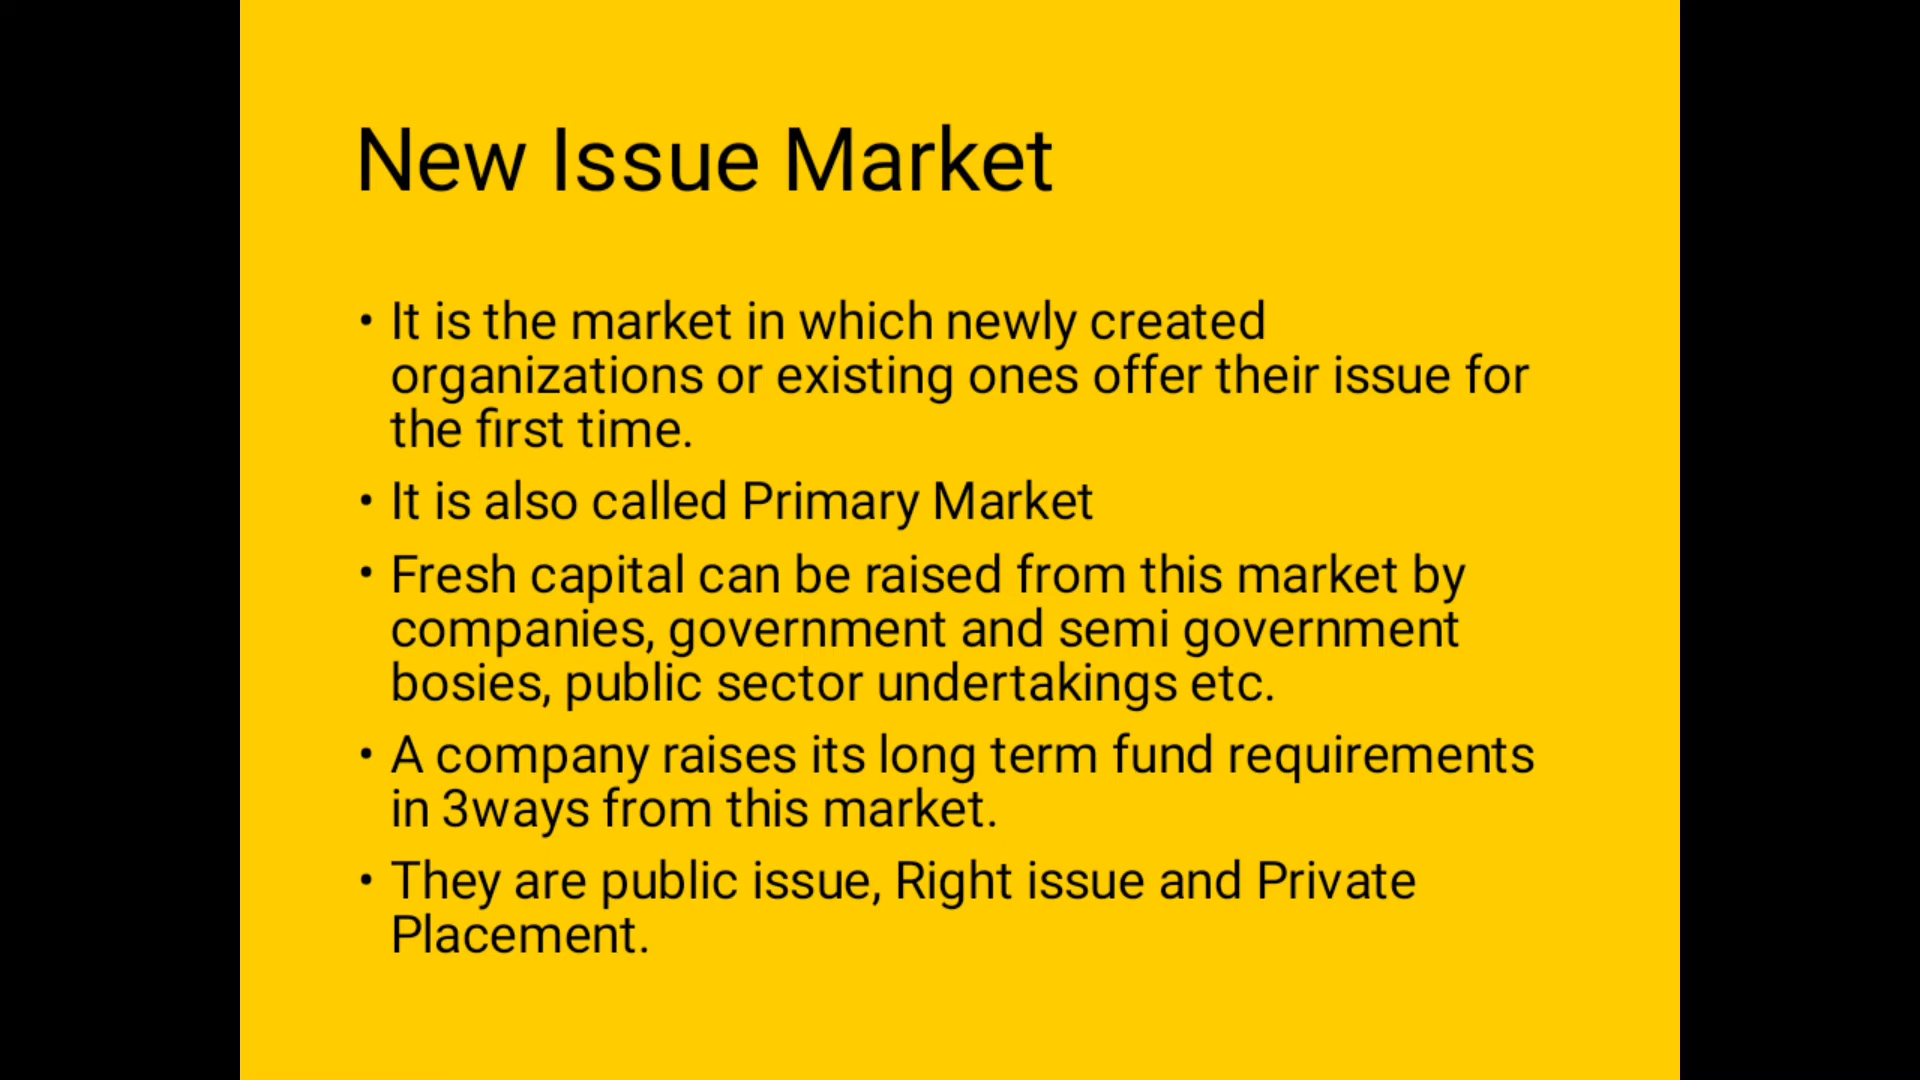 New Issue Market
• It is the market in which newly created
organizations or existing ones offer their issue for
the first time.
• It is also called Primary Market
• Fresh capital can be raised from this market by
companies, government and semi government
bosies, public sector undertakings etc.
• A company raises its long term fund requirements
in 3ways from this market.
• They are public issue, Right issue and Private
Placement.